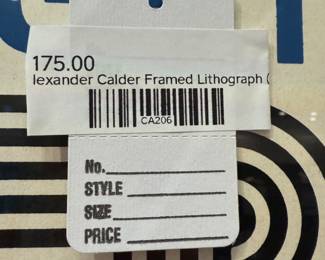 175.00
lexander Calder Framed Lithograph (
CA206
No.
STYLE
SIZE
PRICE